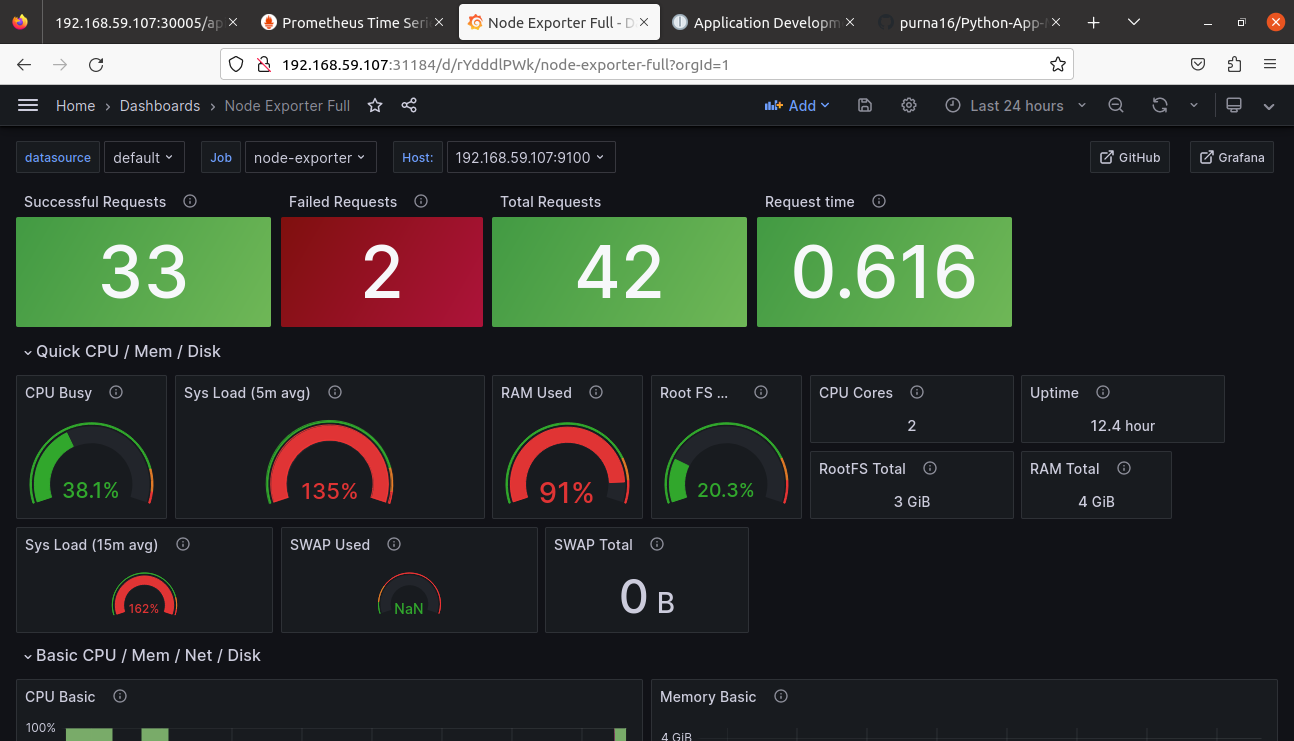 192.168.59.107:30005/ap
Prometheus Time Seri
Node Exporter Full - D
Application Developm
purna16/Python-App-
192.168.59.107:31184/d/rYdddlPWk/node-exporter-full?orgId=1
Home › Dashboards › Node Exporter Full
Add
Last 24 hours
datasource default Job node-exporter Host: 192.168.59.107:9100 GitHub Grafana
Successful Requests Failed Requests Total Requests Request time
33 2 42 0.616
Quick CPU / Mem / Disk
CPU Busy
38.1%
Sys Load (5m avg)
135%
RAM Used
91%
Root FS ...
20.3%
CPU Cores
2
Uptime
12.4 hour
RootFS Total
3 GiB
RAM Total
4 GiB
Sys Load (15m avg)
162%
SWAP Used
NaN
SWAP Total
0 B
Basic CPU / Mem / Net / Disk
CPU Basic
100%
Memory Basic
4 GiB